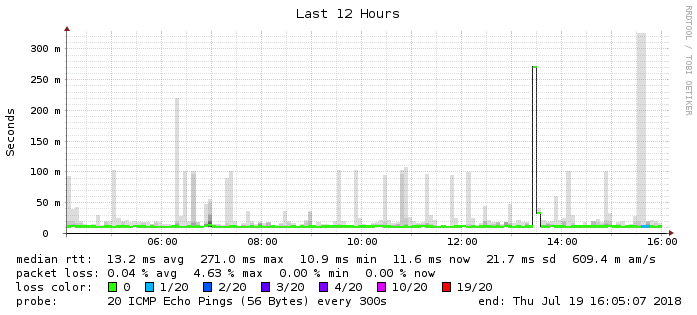 Last 12 Hours
RRDTOOL / TOBI OETIKER
Seconds
300 m
250 m
200 m
150 m
100 m
50 m
0
06:00 08:00 10:00 12:00 14:00 16:00
median rtt: 13.2 ms avg 271.0 ms max 10.9 ms min 11.6 ms now 21.7 ms sd 609.4 m am/s
packet loss: 0.04 % avg 4.63 % max 0.00 % min 0.00 % now
loss color: 0 1/20 2/20 3/20 4/20 10/20 19/20
probe: 20 ICMP Echo Pings (56 Bytes) every 300s end: Thu Jul 19 16:05:07 2018